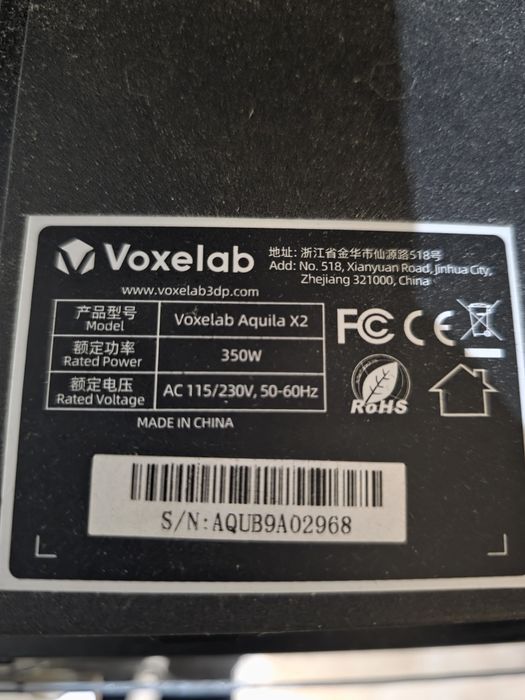 Voxelab
www.voxelab3dp.com
地址: 浙江省金华市仙源路518号
Add: No. 518, Xianyuan Road, Jinhua City,
Zhejiang 321000, China
产品型号 Voxelab Aquila X2
Model
额定功率 350W
Rated Power
额定电压 AC 115/230V, 50-60Hz
Rated Voltage
FC CE
RoHS
MADE IN CHINA
S/N:AQUB9A02968